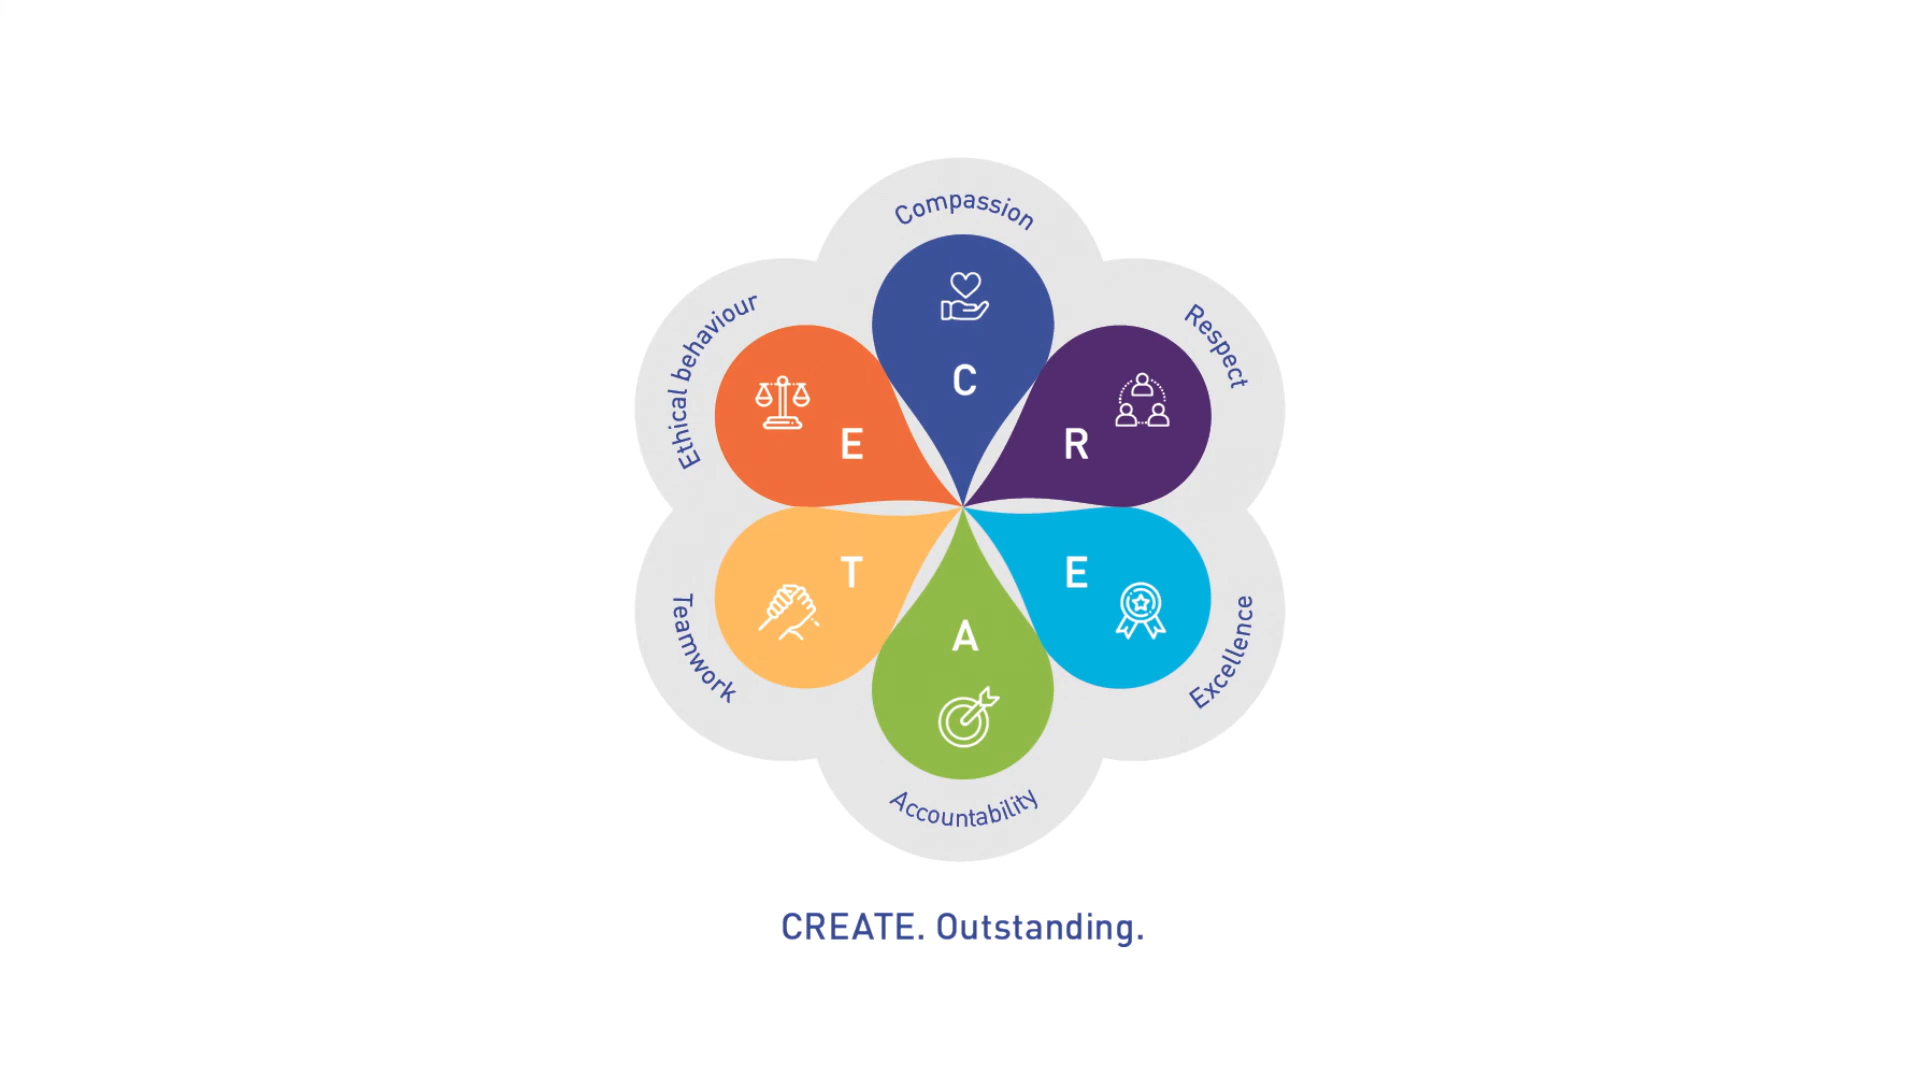 Compassion
C
Respect
R
Excellence
E
Accountability
A
Teamwork
T
Ethical behaviour
E
CREATE. Outstanding.